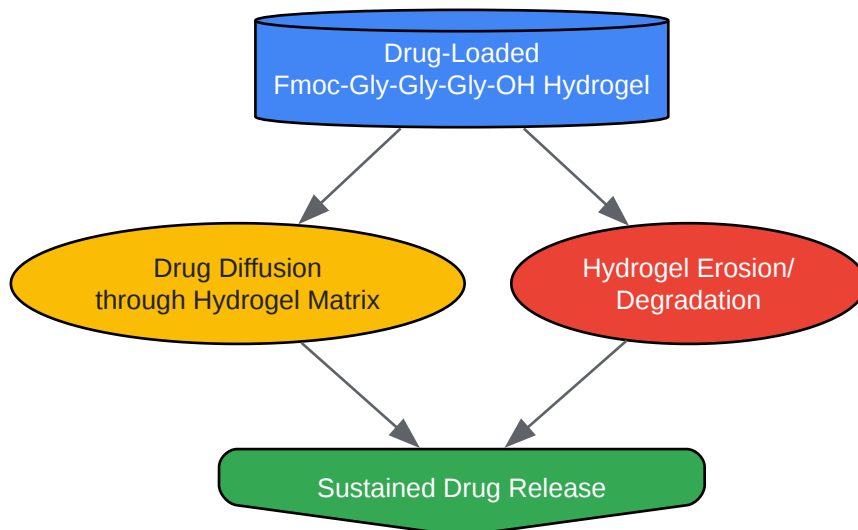 Drug-Loaded
Fmoc-Gly-Gly-Gly-OH Hydrogel
Drug Diffusion
through Hydrogel Matrix
Hydrogel Erosion/
Degradation
Sustained Drug Release